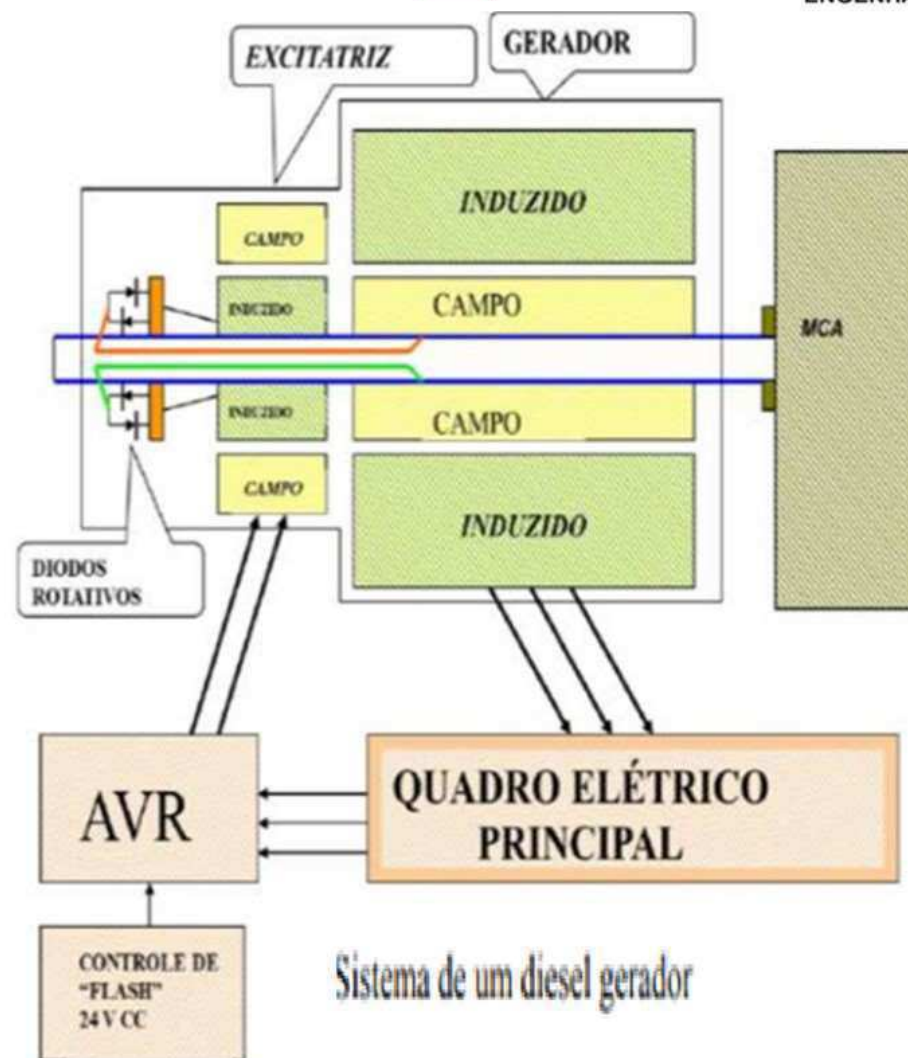 EXCITATRIZ
GERADOR
INDUZIDO
CAMPO
INDUZIDO
CAMPO
MCA
INDUZIDO
CAMPO
CAMPO
INDUZIDO
DIODOS
ROTATIVOS
AVR
QUADRO ELÉTRICO
PRINCIPAL
CONTROLE DE
“FLASH”
24 V CC
Sistema de um diesel gerador